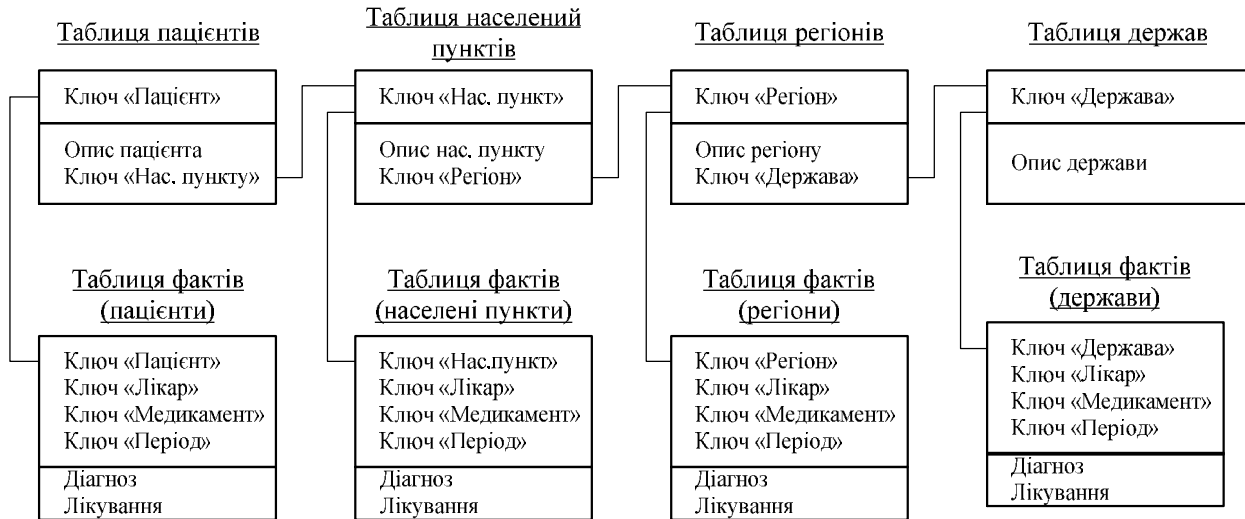 Таблиця пацієнтів
Ключ «Пацієнт»
Опис пацієнта
Ключ «Нас. пункту»
Таблиця населений
пунктів
Ключ «Нас. пункт»
Опис нас. пункту
Ключ «Регіон»
Таблиця регіонів
Ключ «Регіон»
Опис регіону
Ключ «Держава»
Таблиця держав
Ключ «Держава»
Опис держави
Таблиця фактів
(пацієнти)
Ключ «Пацієнт»
Ключ «Лікар»
Ключ «Медикамент»
Ключ «Період»
Діагноз
Лікування
Таблиця фактів
(населені пункти)
Ключ «Нас.пункт»
Ключ «Лікар»
Ключ «Медикамент»
Ключ «Період»
Діагноз
Лікування
Таблиця фактів
(регіони)
Ключ «Регіон»
Ключ «Лікар»
Ключ «Медикамент»
Ключ «Період»
Діагноз
Лікування
Таблиця фактів
(держави)
Ключ «Держава»
Ключ «Лікар»
Ключ «Медикамент»
Ключ «Період»
Діагноз
Лікування